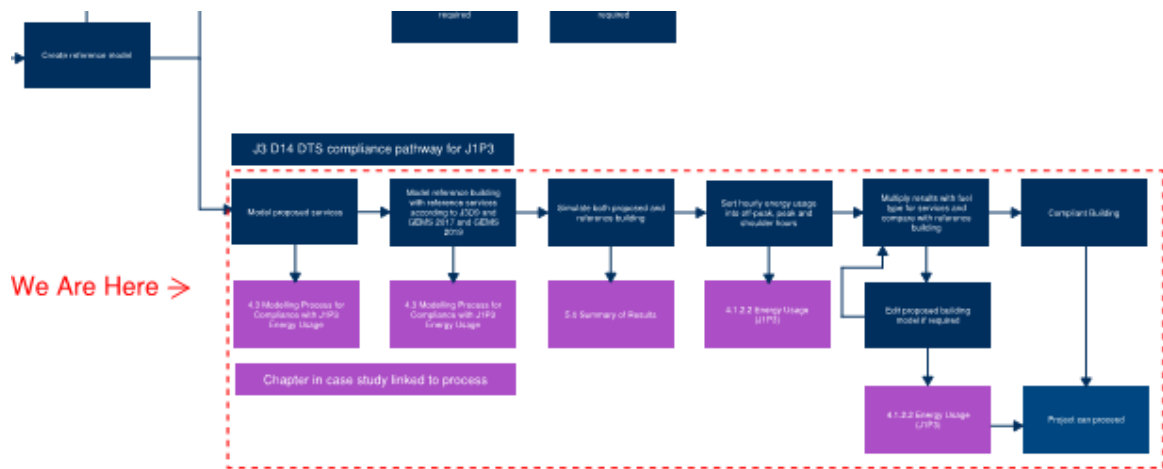 required
required
Create reference model
J3 D14 DTS compliance pathway for J1P3
Model proposed services
Model reference building
with reference services
according to J3D9 and
GEMS 2017 and GEMS
2019
Simulate both proposed and
reference building
Sort hourly energy usage
into off-peak, peak and
shoulder hours
Multiply results with fuel
type for services and
compare with reference
building
Compliant Building
We Are Here >
4.3 Modelling Process for
Compliance with J1P3
Energy Usage
4.3 Modelling Process for
Compliance with J1P3
Energy Usage
5.6 Summary of Results
4.1.2.2 Energy Usage
(J1P3)
Edit proposed building
model if required
Chapter in case study linked to process
4.1.2.2 Energy Usage
(J1P3)
Project can proceed